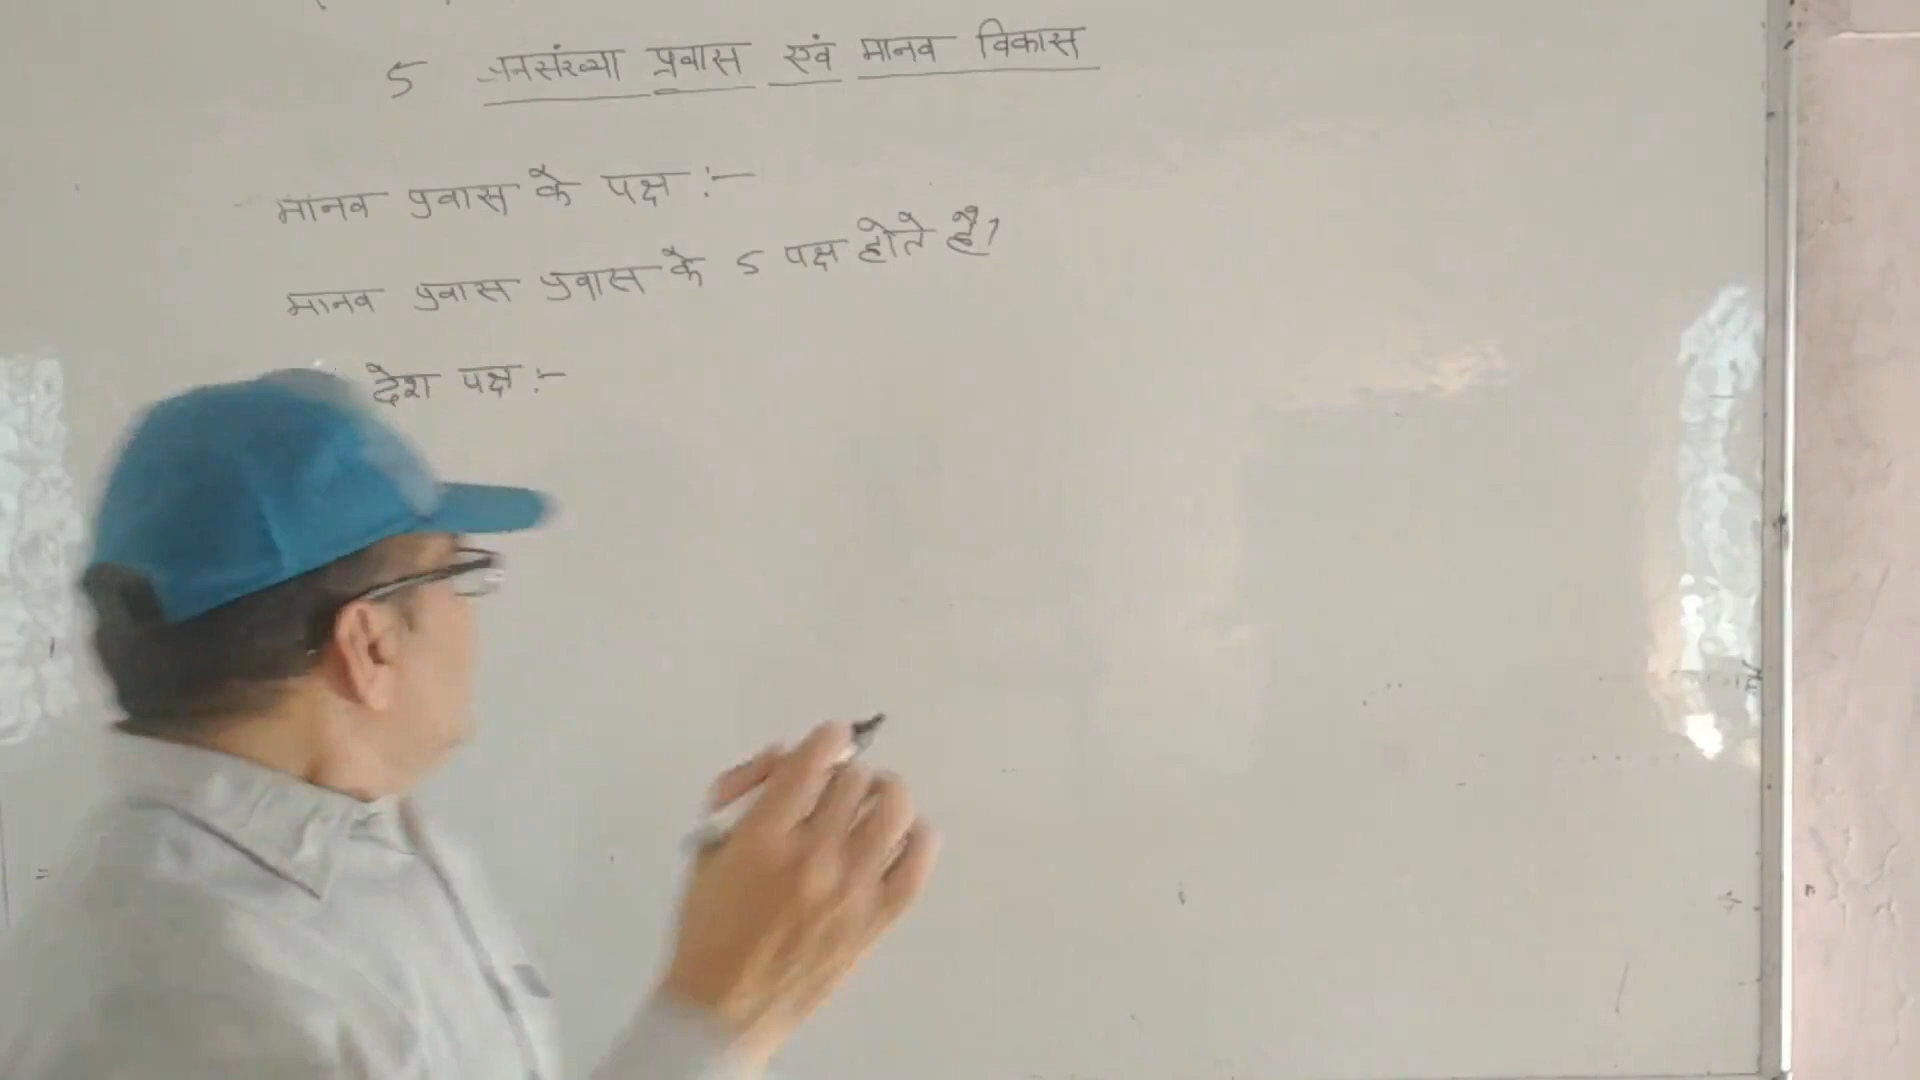 5 जनसंख्या प्रवास एवं मानव विकास
मानव प्रवास के पक्ष :-
मानव प्रवास प्रवास के 5 पक्ष होते है।
देश पक्ष :-